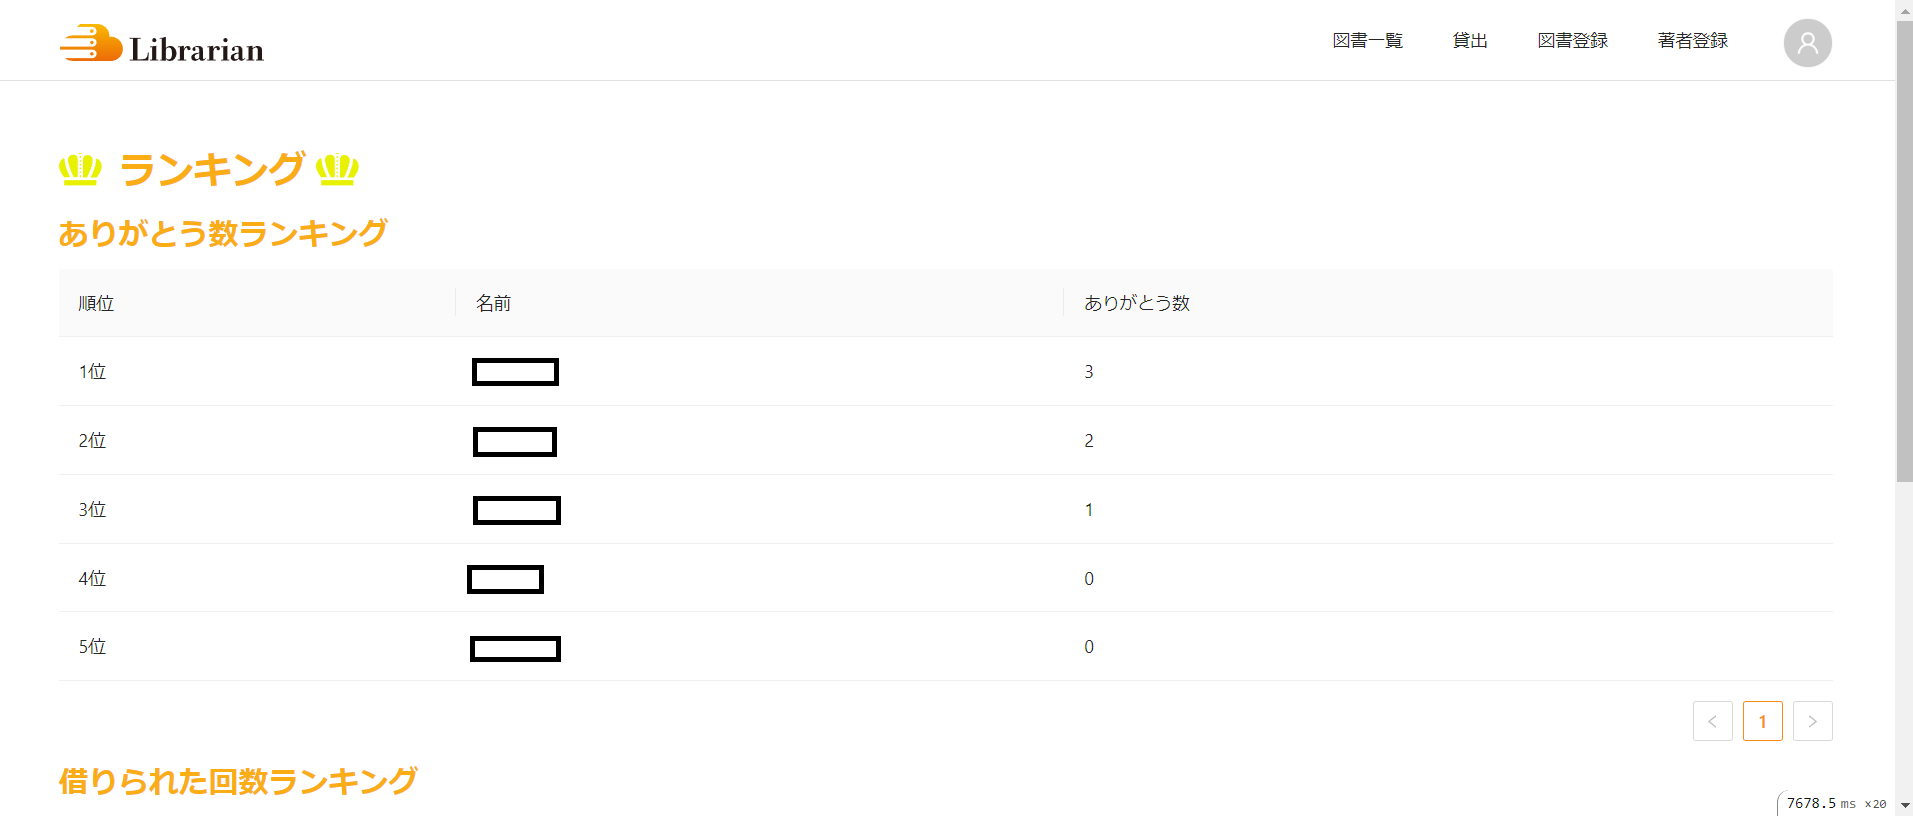 Librarian
図書一覧 貸出 図書登録 著者登録
ランキング
ありがとう数ランキング
順位 名前 ありがとう数
1位 3
2位 2
3位 1
4位 0
5位 0
< 1 >
借りられた回数ランキング
7678.5 ms ×20